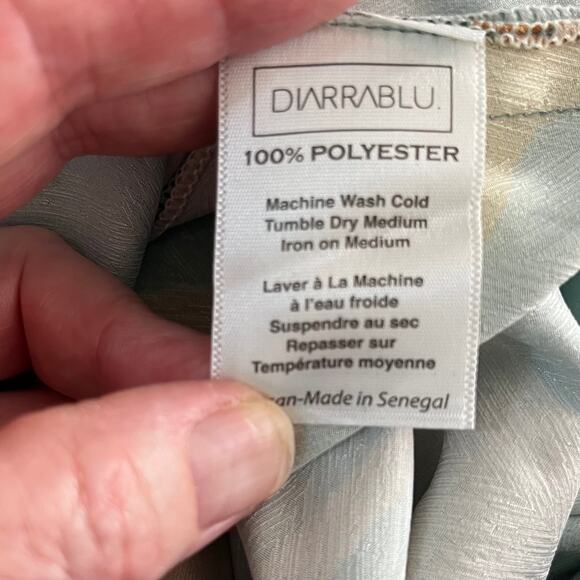 DIARRABLU.
100% POLYESTER
Machine Wash Cold
Tumble Dry Medium
Iron on Medium
Laver à La Machine
à l'eau froide
Suspendre au sec
Repasser sur
Température moyenne
-Made in Senegal